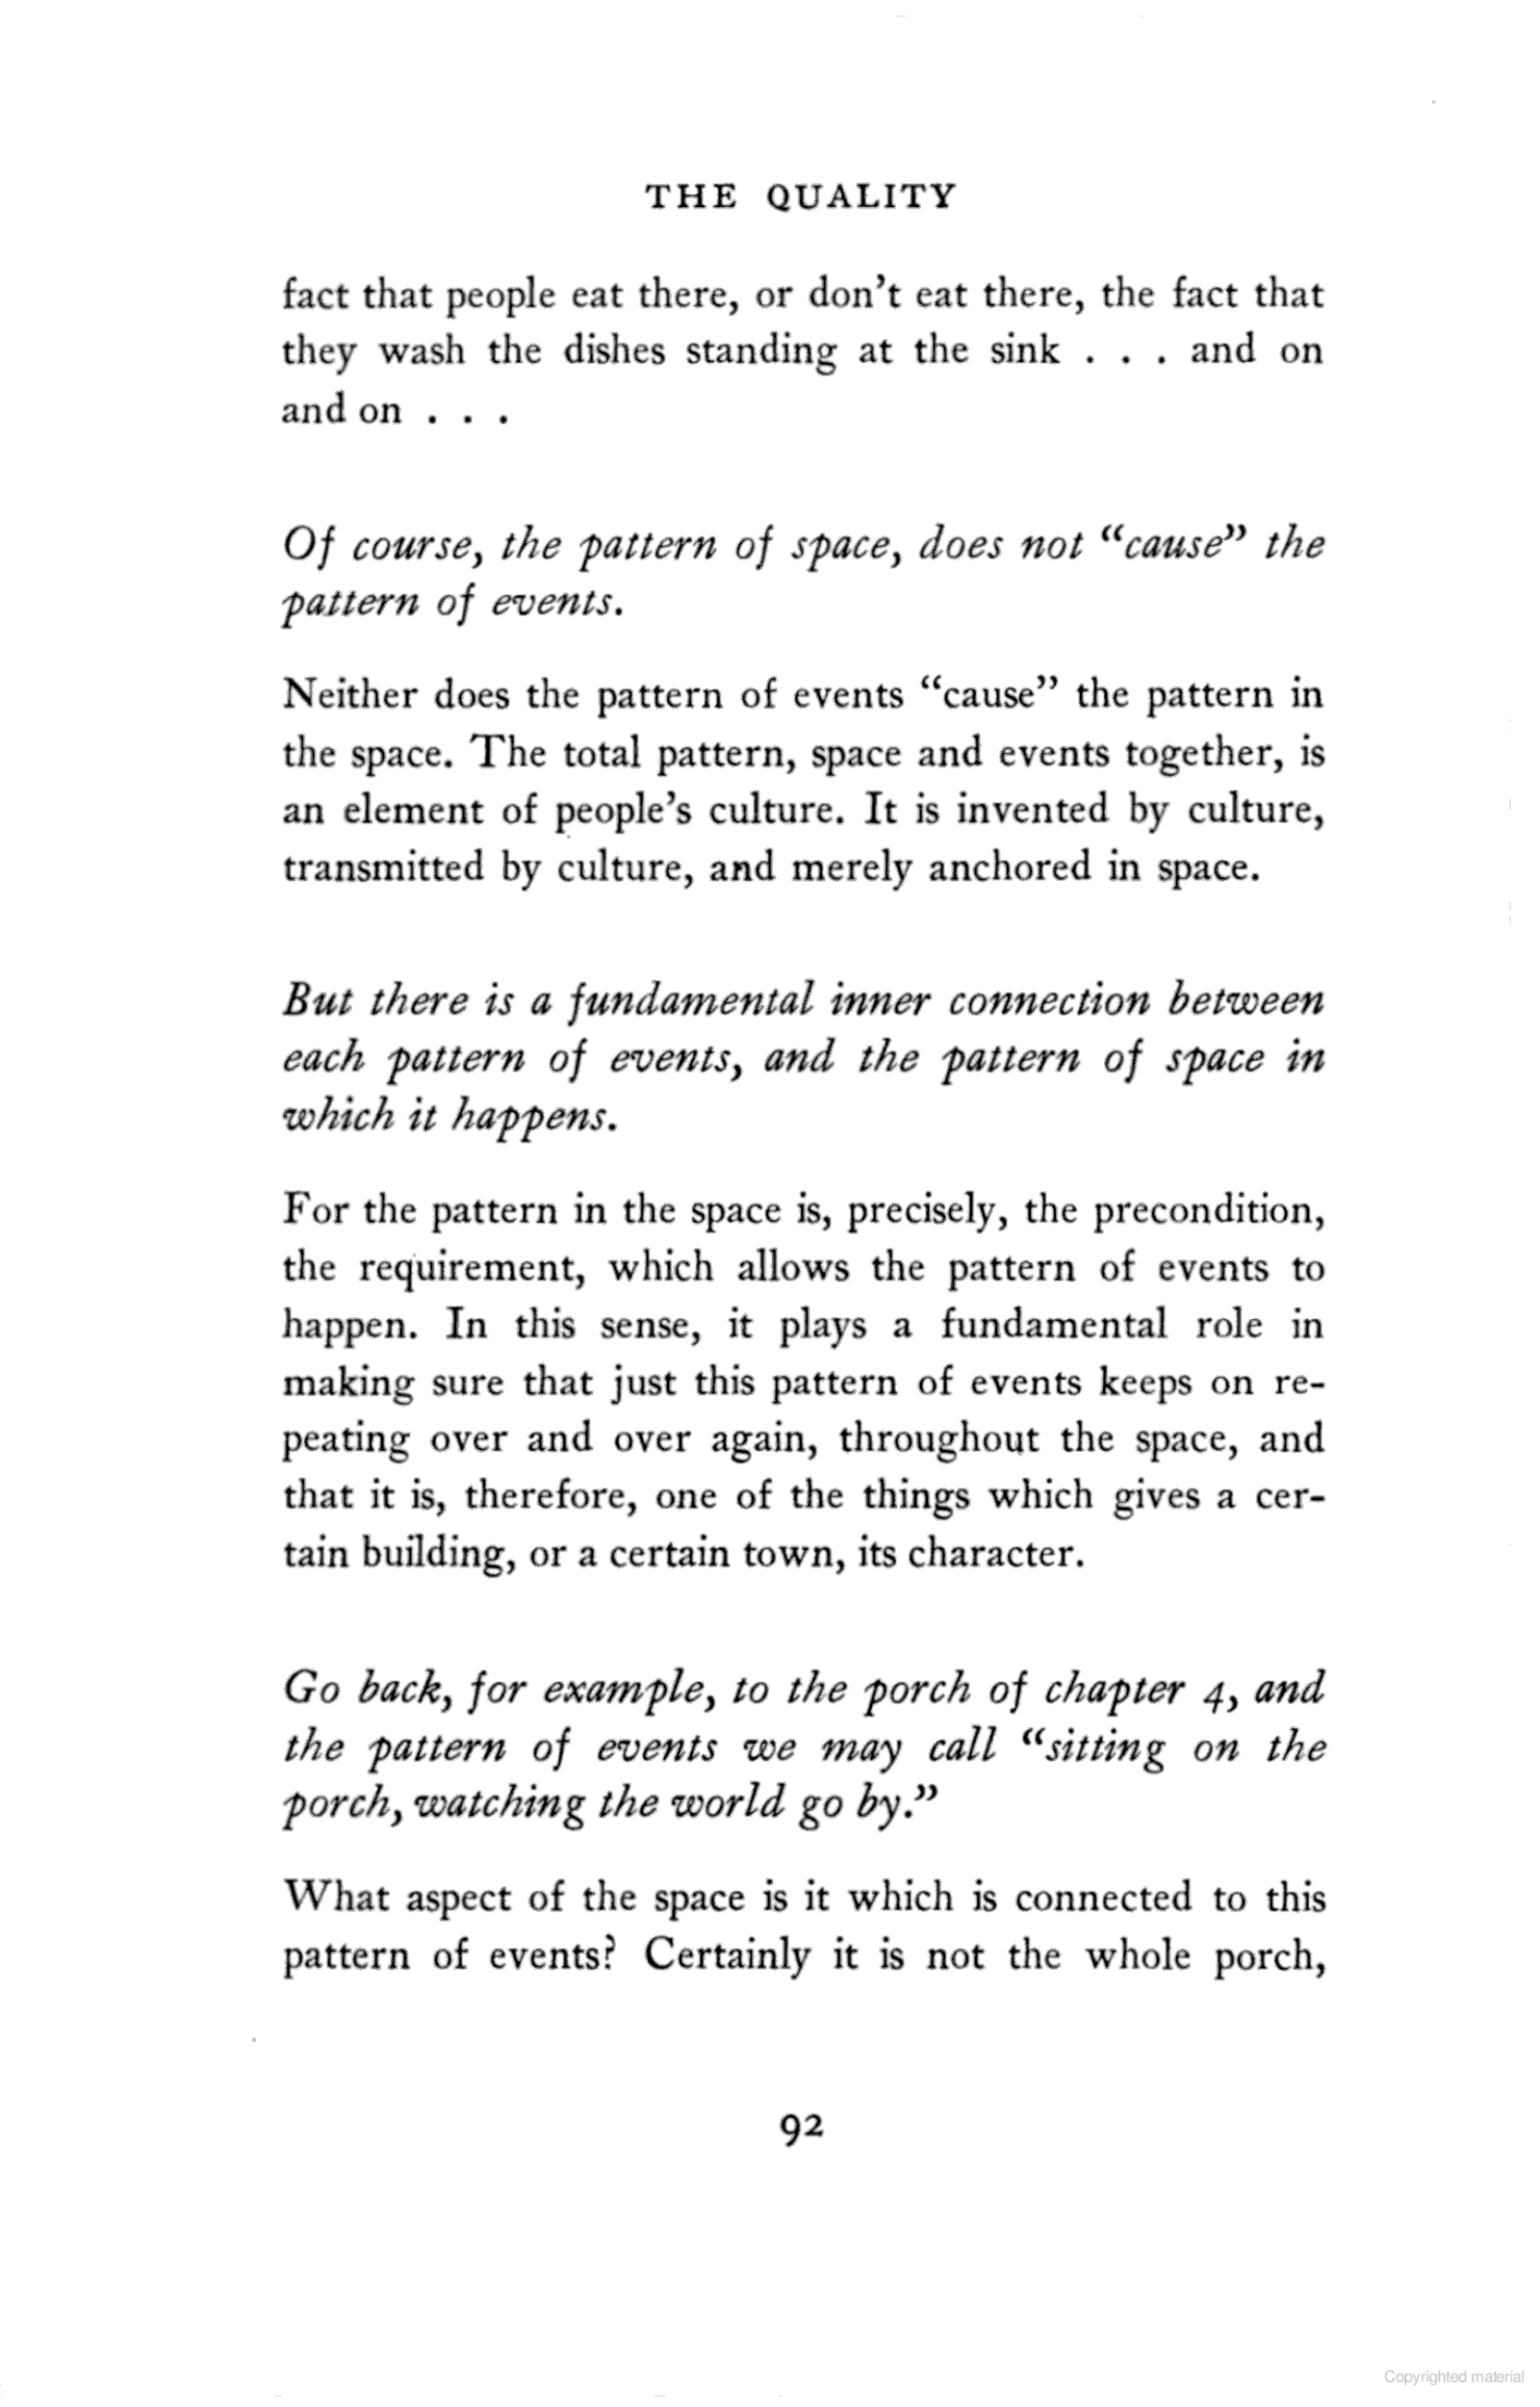 THE QUALITY
fact that people eat there, or don't eat there, the fact that
they wash the dishes standing at the sink . . . and on
and on . . .
Of course, the pattern of space, does not “cause” the
pattern of events.
Neither does the pattern of events “cause” the pattern in
the space. The total pattern, space and events together, is
an element of people's culture. It is invented by culture,
transmitted by culture, and merely anchored in space.
But there is a fundamental inner connection between
each pattern of events, and the pattern of space in
which it happens.
For the pattern in the space is, precisely, the precondition,
the requirement, which allows the pattern of events to
happen. In this sense, it plays a fundamental role in
making sure that just this pattern of events keeps on re-
peating over and over again, throughout the space, and
that it is, therefore, one of the things which gives a cer-
tain building, or a certain town, its character.
Go back, for example, to the porch of chapter 4, and
the pattern of events we may call “sitting on the
porch, watching the world go by.”
What aspect of the space is it which is connected to this
pattern of events? Certainly it is not the whole porch,
92
Copyrighted material